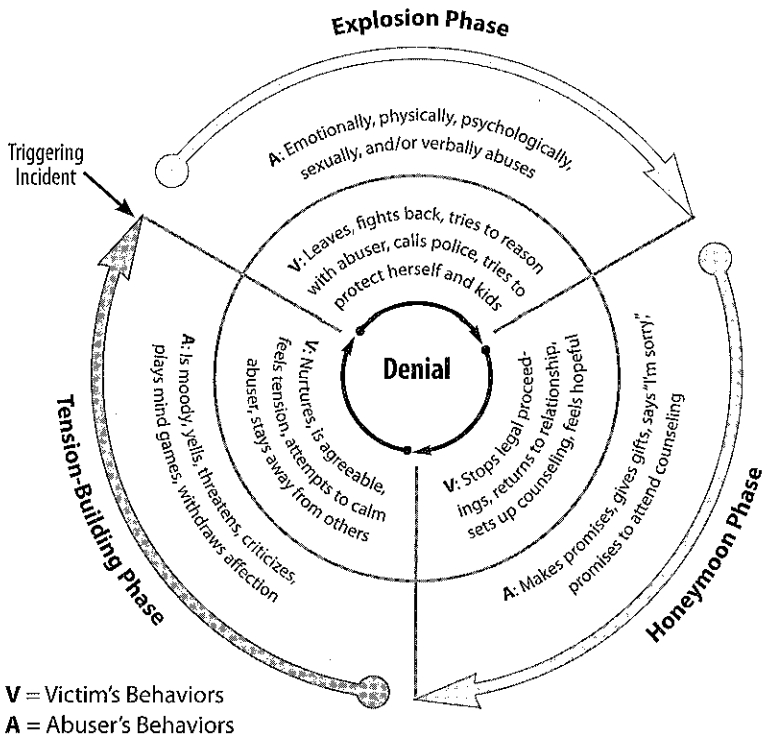 Explosion Phase
A: Emotionally, physically, psychologically,
sexually, and/or verbally abuses
Triggering
Incident
V: Leaves, fights back, tries to reason
with abuser, calls police, tries to
protect herself and kids
Denial
V: Stops legal proceed-
ings, returns to relationship,
sets up counseling, feels hopeful
A: Makes promises, gives gifts, says "I'm sorry,"
promises to attend counseling
Honeymoon Phase
V: Nurtures, is agreeable,
feels tension, attempts to calm
abuser, stays away from others
A: Is moody, yells, threatens, criticizes,
plays mind games, withdraws affection
Tension-Building Phase
V = Victim's Behaviors
A = Abuser's Behaviors